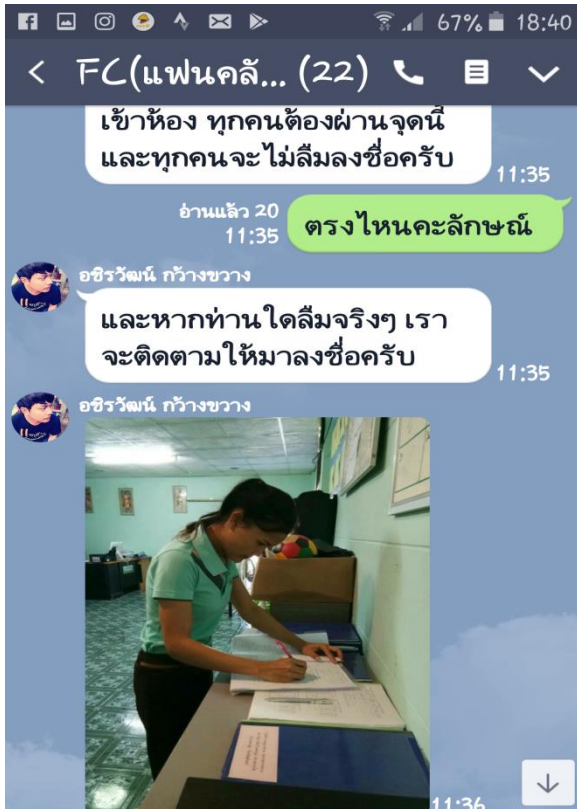 67% 18:40
FC(แฟนคลั... (22)
เข้าห้อง ทุกคนต้องผ่านจุดนี้
และทุกคนจะไม่ลืมลงชื่อครับ
11:35
อ่านแล้ว 20
11:35
ตรงไหนคะลักษณ์
อชิรวัฒน์ กว้างขวาง
และหากท่านใดลืมจริงๆ เรา
จะติดตามให้มาลงชื่อครับ
11:35
อชิรวัฒน์ กว้างขวาง
11:36